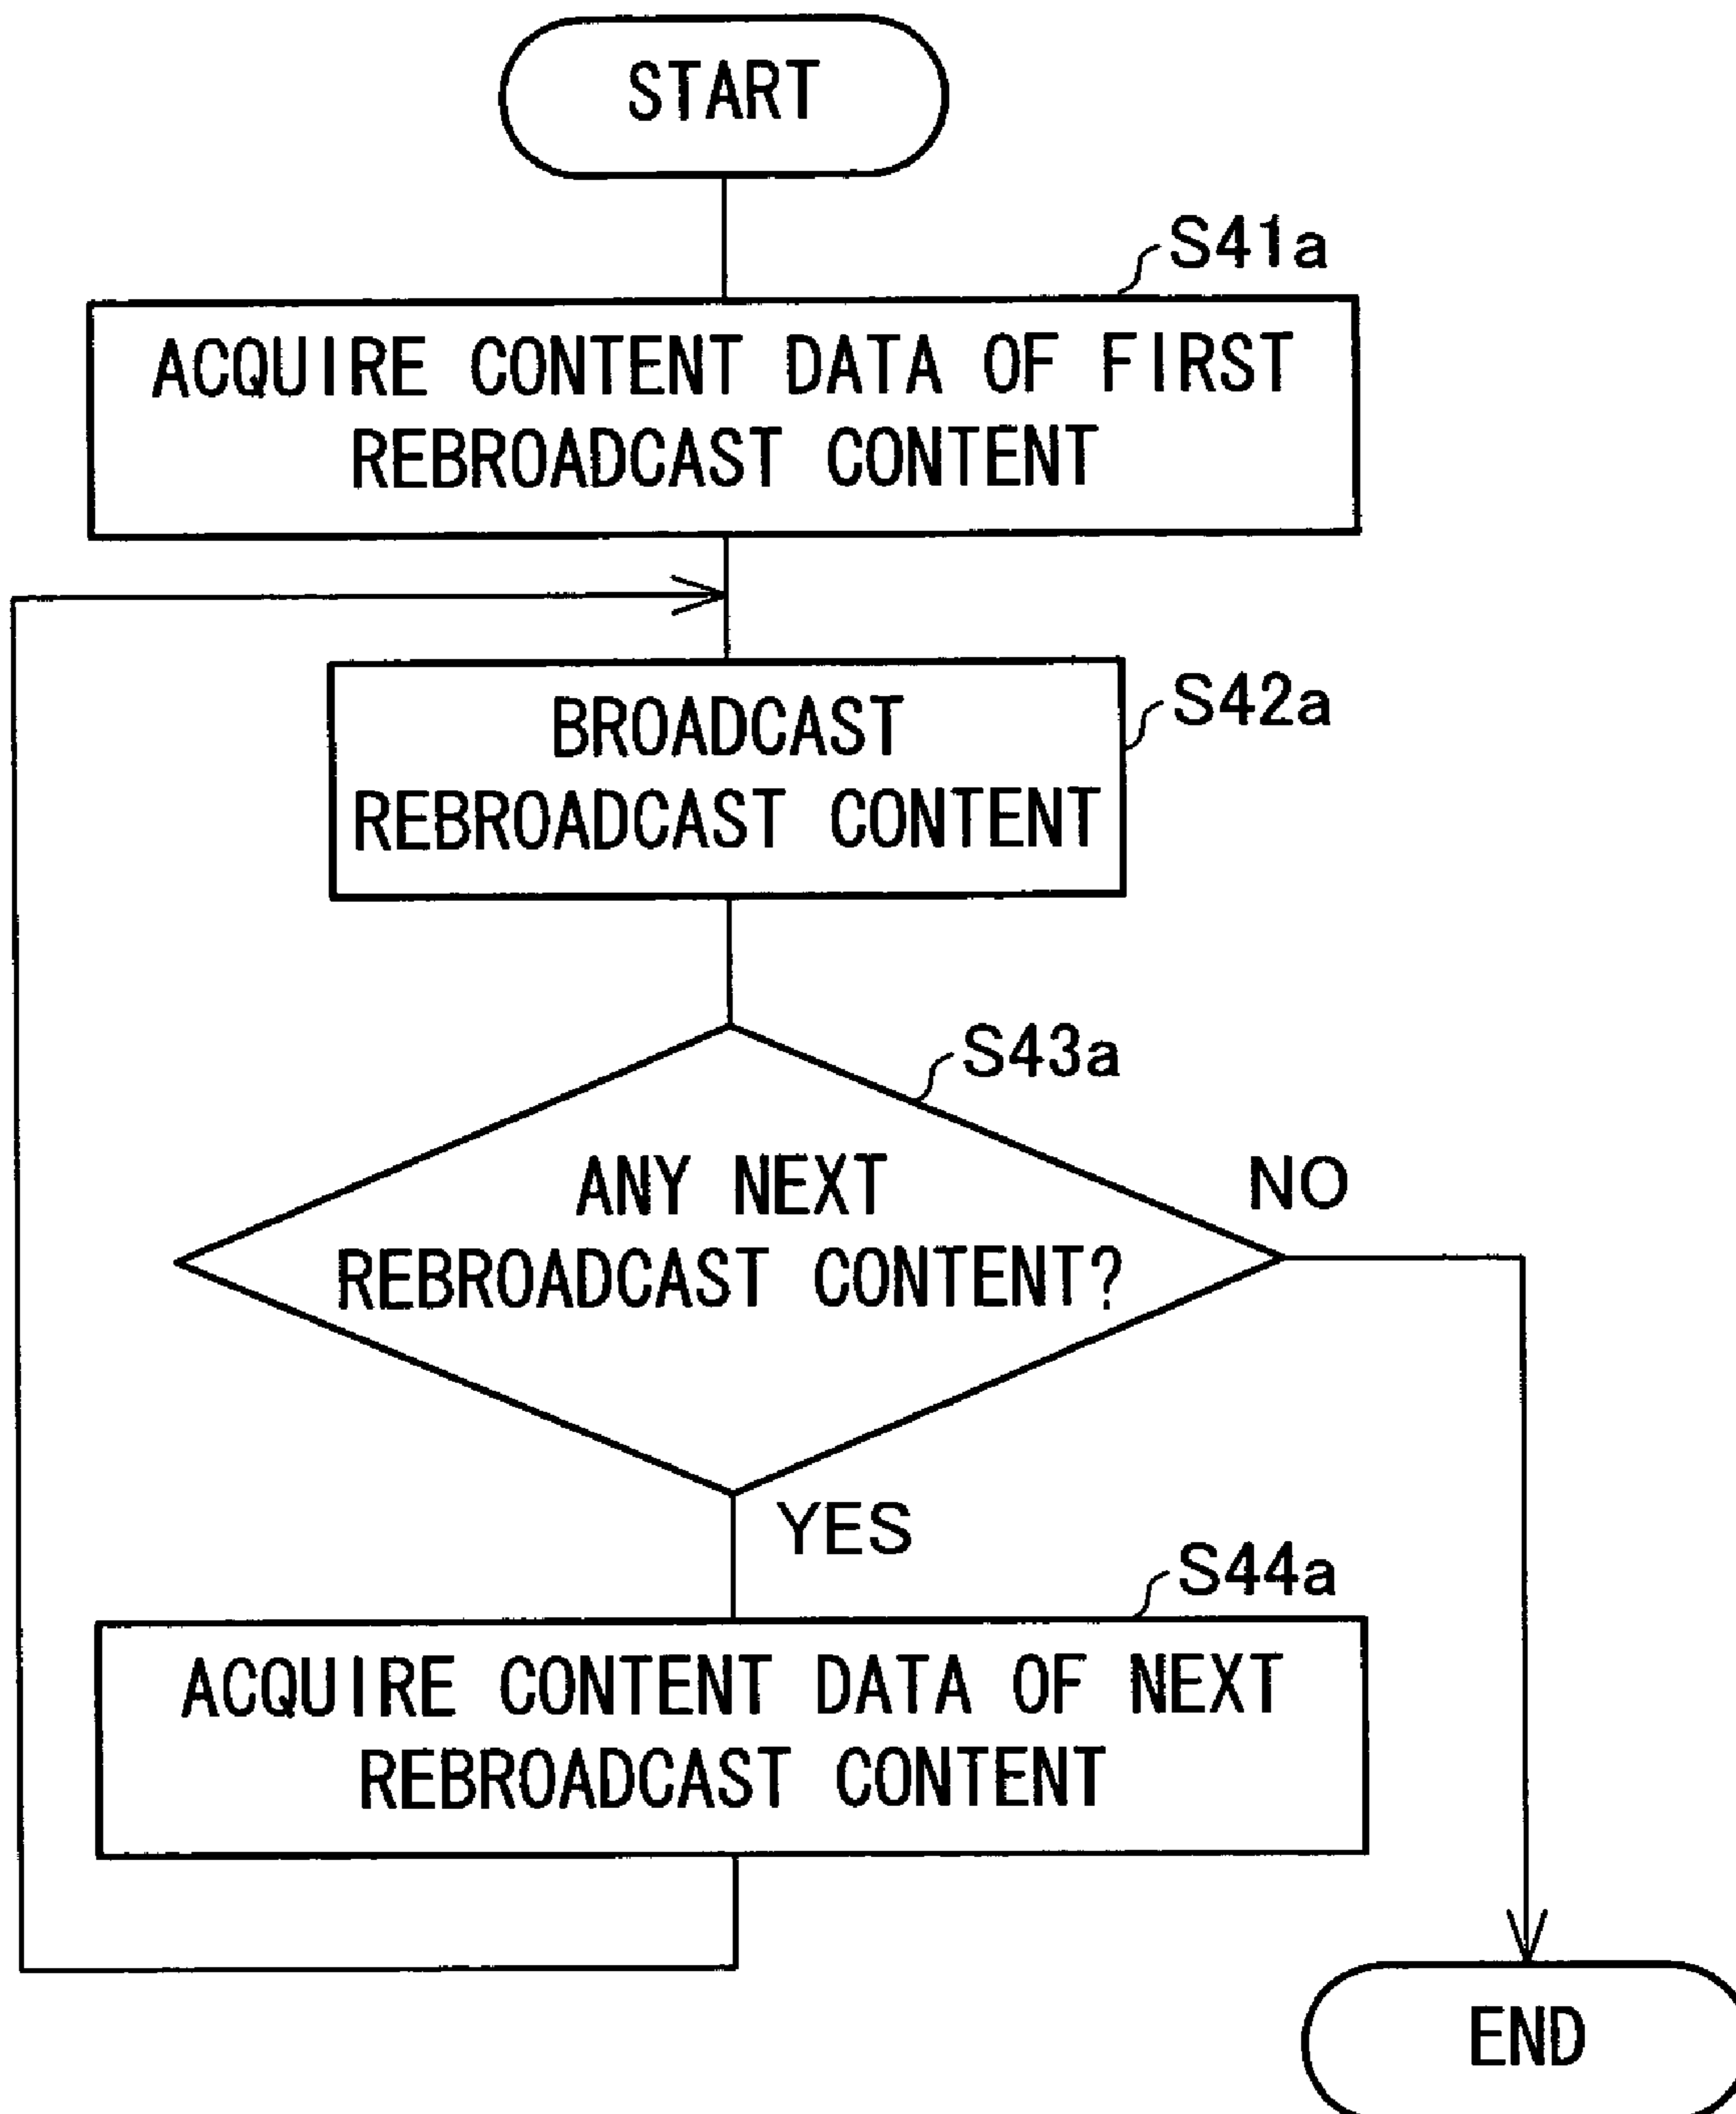 START
S41a
ACQUIRE CONTENT DATA OF FIRST
REBROADCAST CONTENT
S42a
BROADCAST
REBROADCAST CONTENT
S43a
ANY NEXT
REBROADCAST CONTENT?
NO
YES
S44a
ACQUIRE CONTENT DATA OF NEXT
REBROADCAST CONTENT
END